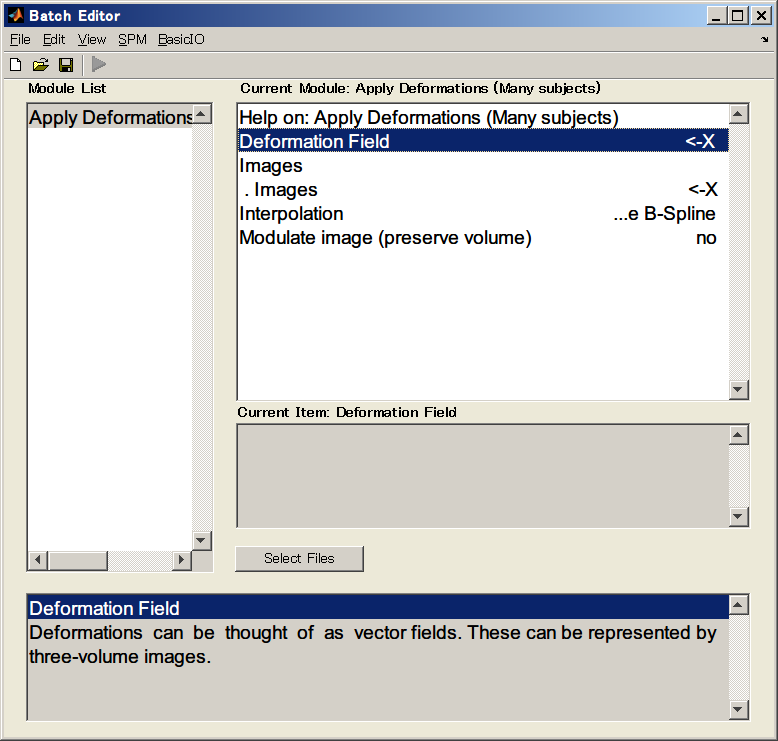 Batch Editor
File Edit View SPM BasicIO
Module List
Current Module: Apply Deformations (Many subjects)
Apply Deformations
Help on: Apply Deformations (Many subjects)
Deformation Field <-X
Images
. Images <-X
Interpolation ...e B-Spline
Modulate image (preserve volume) no
Current Item: Deformation Field
Select Files
Deformation Field
Deformations can be thought of as vector fields. These can be represented by
three-volume images.